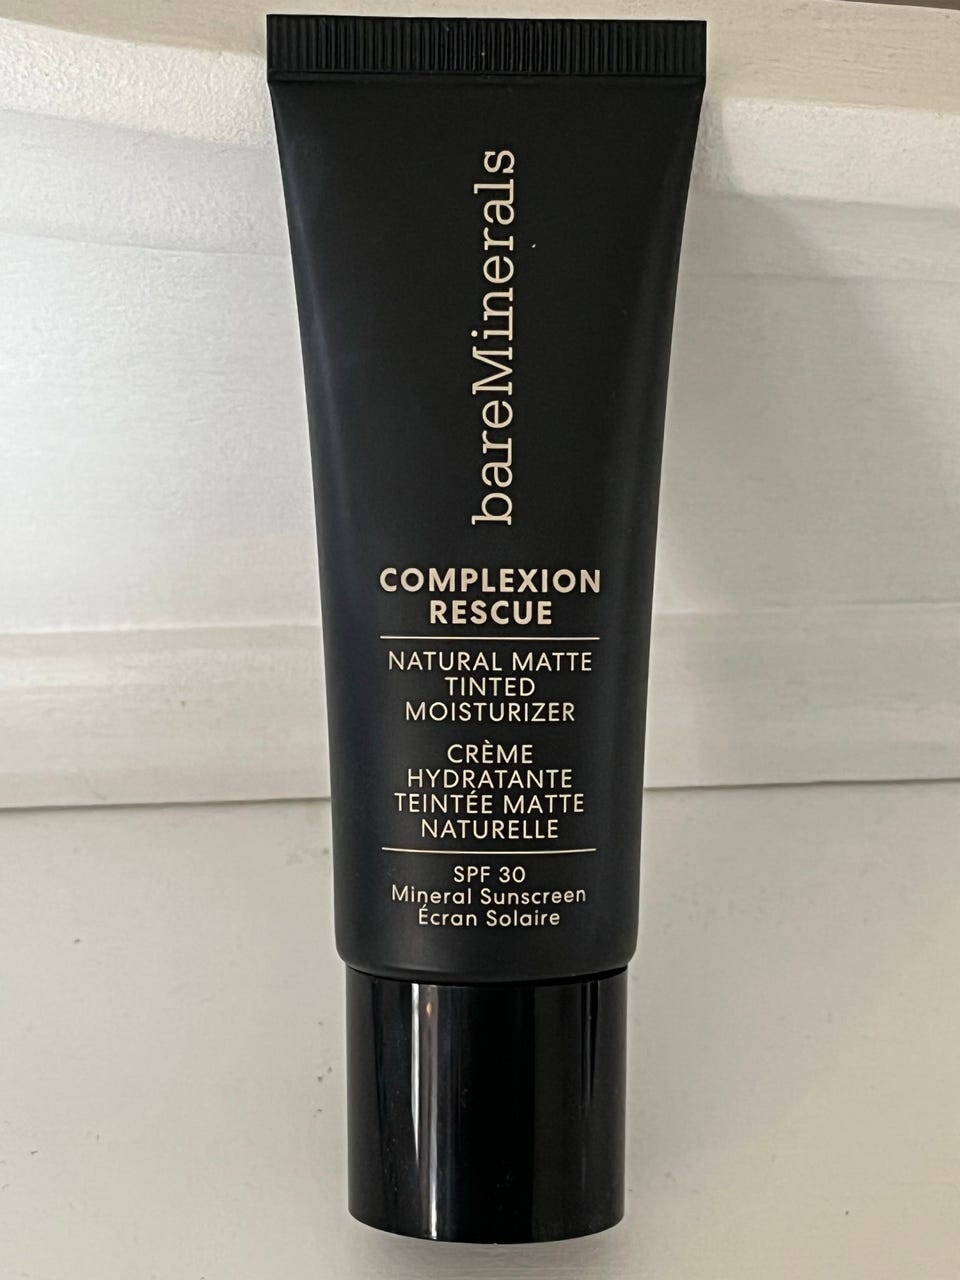 bareMinerals
COMPLEXION
RESCUE
NATURAL MATTE
TINTED
MOISTURIZER
CRÈME
HYDRATANTE
TEINTÉE MATTE
NATURELLE
SPF 30
Mineral Sunscreen
Écran Solaire